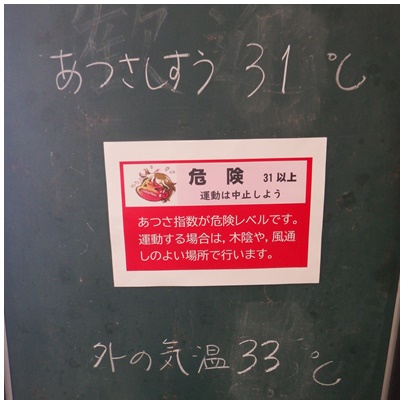 あつさしすう 31℃
危険 31以上
運動は中止しよう
あつさ指数が危険レベルです。
運動する場合は,木陰や,風通
しのよい場所で行います。
外の気温33℃